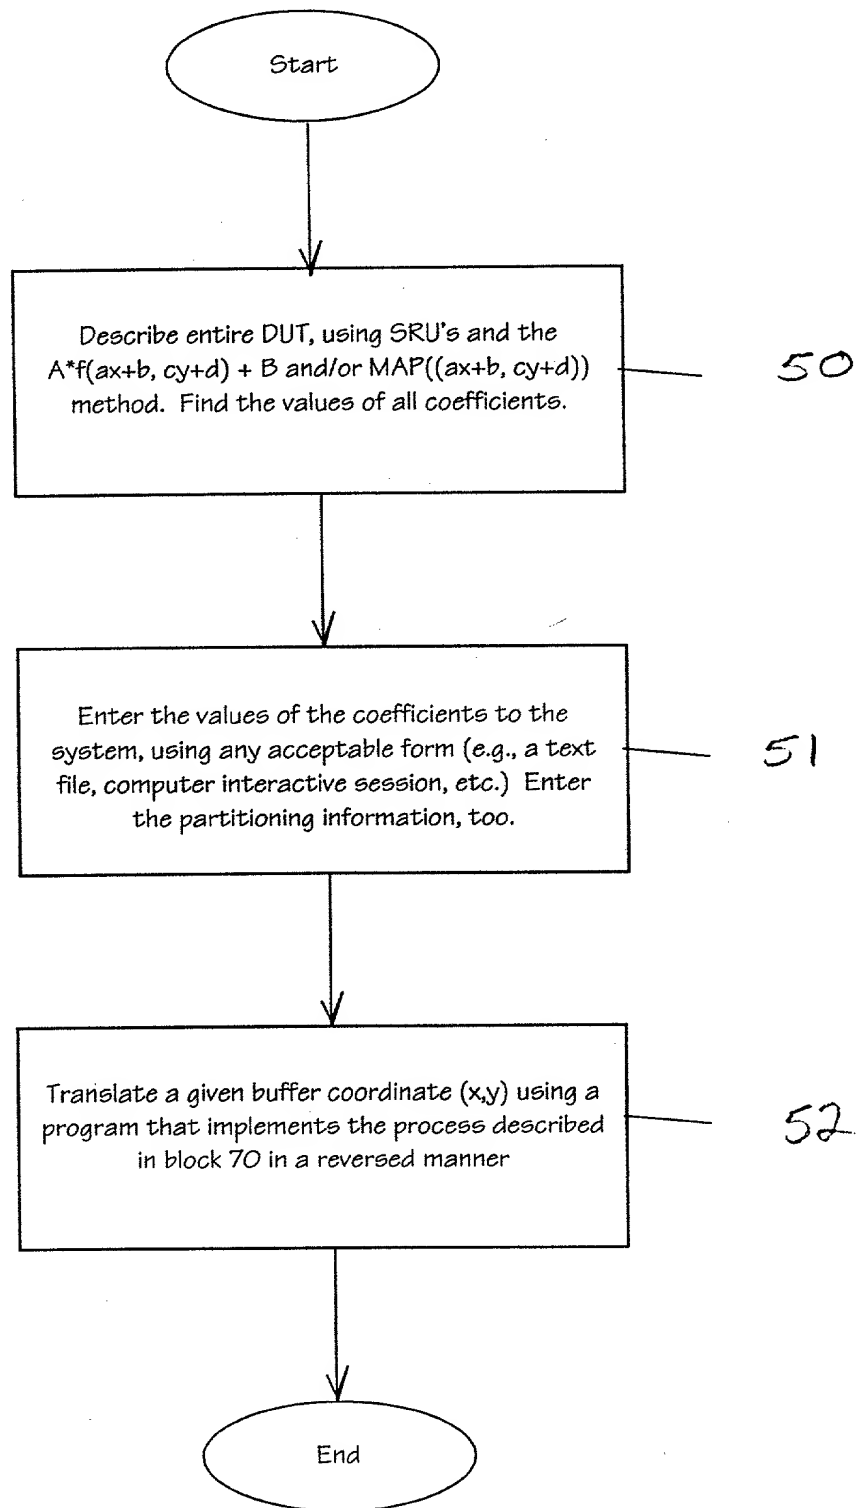 Start
Describe entire DUT, using SRU's and the
A*f(ax+b, cy+d) + B and/or MAP((ax+b, cy+d))
method. Find the values of all coefficients.
50
Enter the values of the coefficients to the
system, using any acceptable form (e.g., a text
file, computer interactive session, etc.) Enter
the partitioning information, too.
51
Translate a given buffer coordinate (x,y) using a
program that implements the process described
in block 70 in a reversed manner
52
End